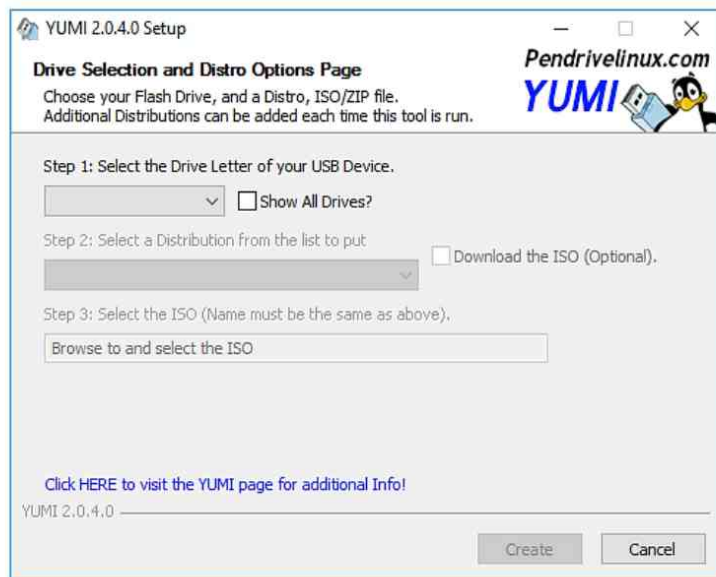 YUMI 2.0.4.0 Setup
Pendrivelinux.com
YUMI
Drive Selection and Distro Options Page
Choose your Flash Drive, and a Distro, ISO/ZIP file.
Additional Distributions can be added each time this tool is run.
Step 1: Select the Drive Letter of your USB Device.
Show All Drives?
Step 2: Select a Distribution from the list to put
Download the ISO (Optional).
Step 3: Select the ISO (Name must be the same as above).
Browse to and select the ISO
Click HERE to visit the YUMI page for additional Info!
YUMI 2.0.4.0
Create
Cancel